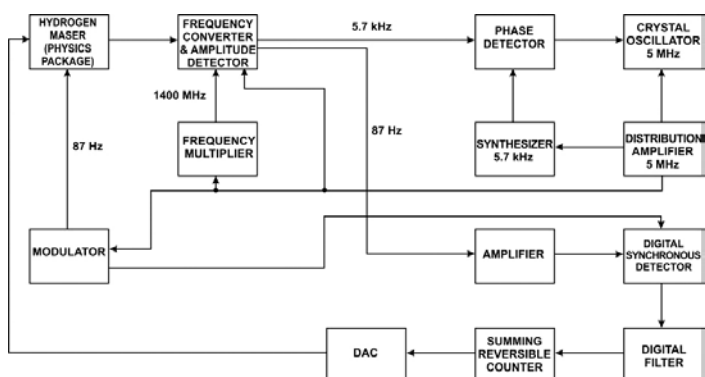 HYDROGEN
MASER
(PHYSICS
PACKAGE)
FREQUENCY
CONVERTER
& AMPLITUDE
DETECTOR
5.7 kHz
PHASE
DETECTOR
CRYSTAL
OSCILLATOR
5 MHz
1400 MHz
87 Hz
FREQUENCY
MULTIPLIER
87 Hz
SYNTHESIZER
5.7 kHz
DISTRIBUTION
AMPLIFIER
5 MHz
MODULATOR
AMPLIFIER
DIGITAL
SYNCHRONOUS
DETECTOR
DAC
SUMMING
REVERSIBLE
COUNTER
DIGITAL
FILTER